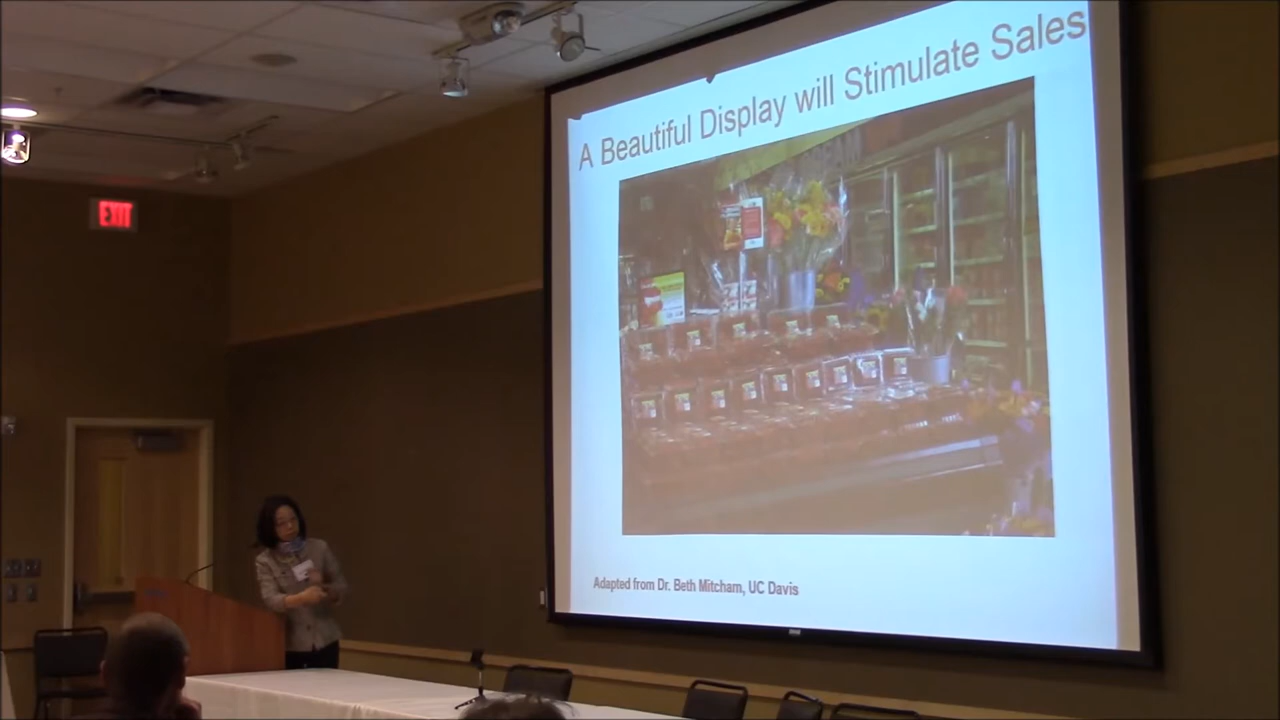 A Beautiful Display will Stimulate Sales
EXIT
Adapted from Dr. Beth Mitcham, UC Davis